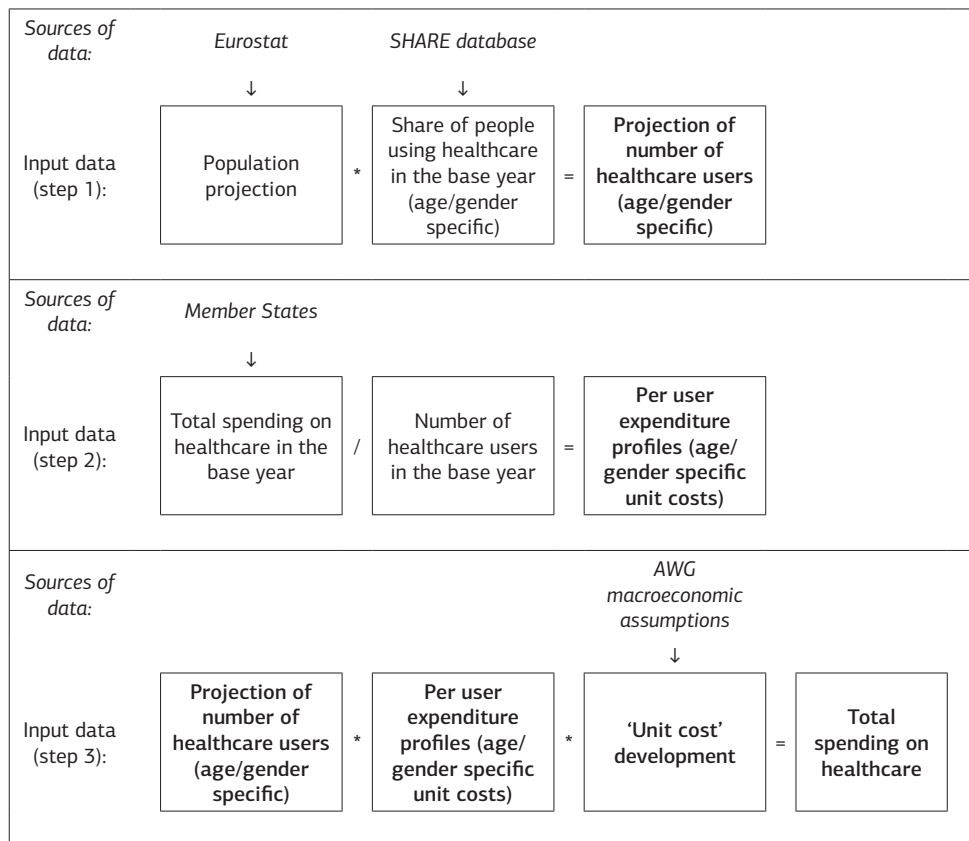 Sources of
data:
Eurostat
SHARE database
↓
↓
Input data
(step 1):
Population
projection
*
Share of people
using healthcare
in the base year
(age/gender
specific)
=
Projection of
number of
healthcare users
(age/gender
specific)
Sources of
data:
Member States
↓
Input data
(step 2):
Total spending on
healthcare in the
base year
/
Number of
healthcare users
in the base year
=
Per user
expenditure
profiles (age/
gender specific
unit costs)
Sources of
data:
AWG
macroeconomic
assumptions
↓
Input data
(step 3):
Projection of
number of
healthcare users
(age/gender
specific)
*
Per user
expenditure
profiles (age/
gender specific
unit costs)
*
‘Unit cost’
development
=
Total
spending on
healthcare